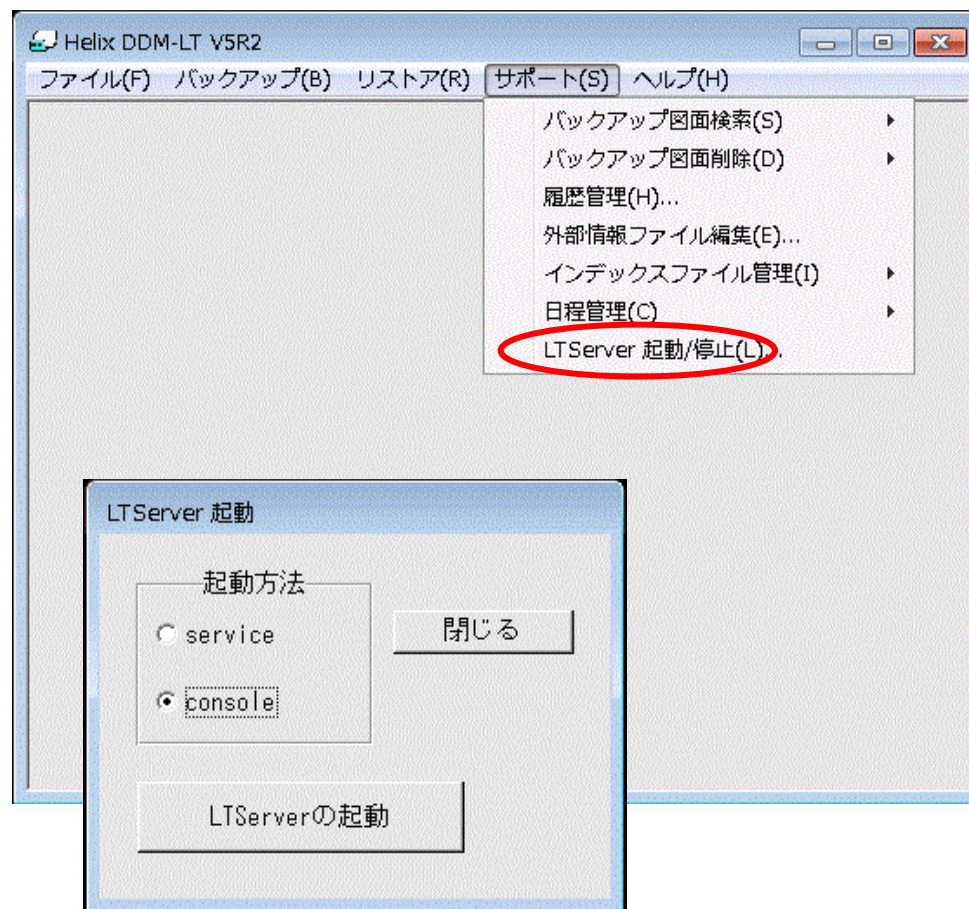 Helix DDM-LT V5R2
ファイル(F) バックアップ(B) リストア(R) サポート(S) ヘルプ(H)
バックアップ図面検索(S)
バックアップ図面削除(D)
履歴管理(H)...
外部情報ファイル編集(E)...
インデックスファイル管理(I)
日程管理(C)
LTServer 起動/停止(L)...
LTServer 起動
起動方法
service
閉じる
console
LTServerの起動